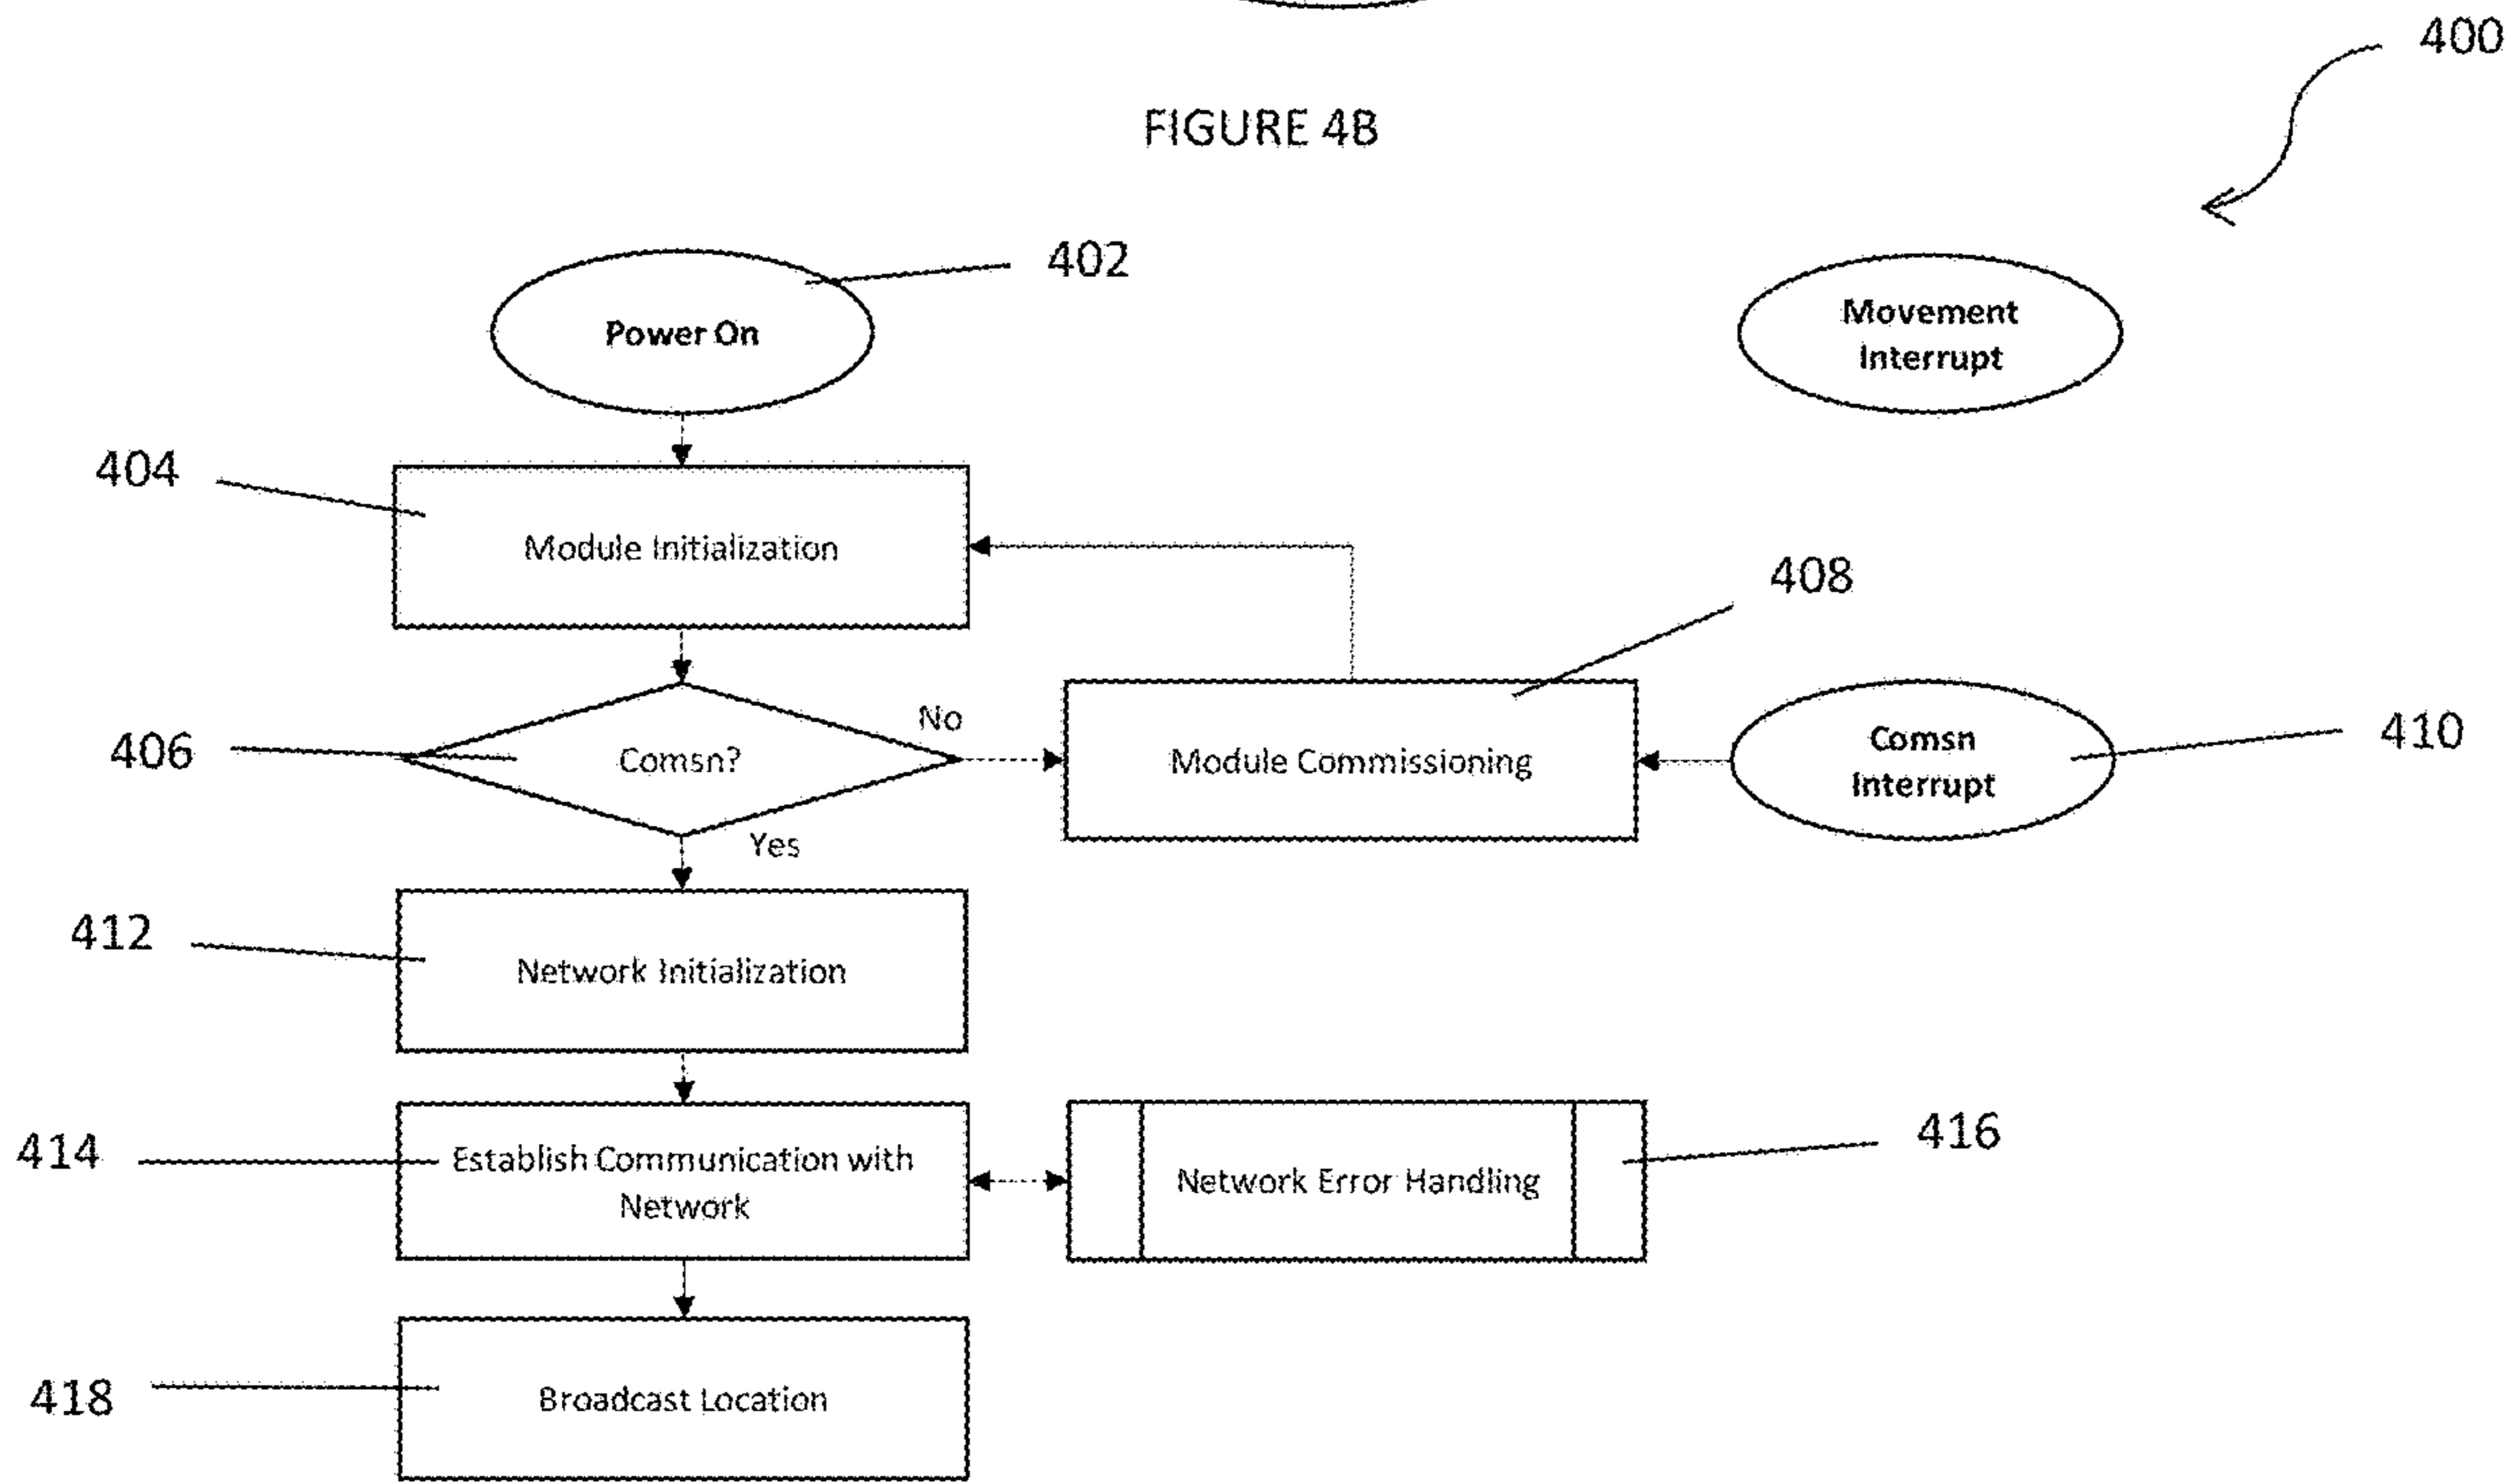 400
FIGURE 4B
402
Power On
Movement
Interrupt
404
Module Initialization
408
No
406
Comsn?
Module Commissioning
Comsn
Interrupt
410
Yes
412
Network Initialization
414
Establish Communication with
Network
Network Error Handling
416
418
Broadcast Location